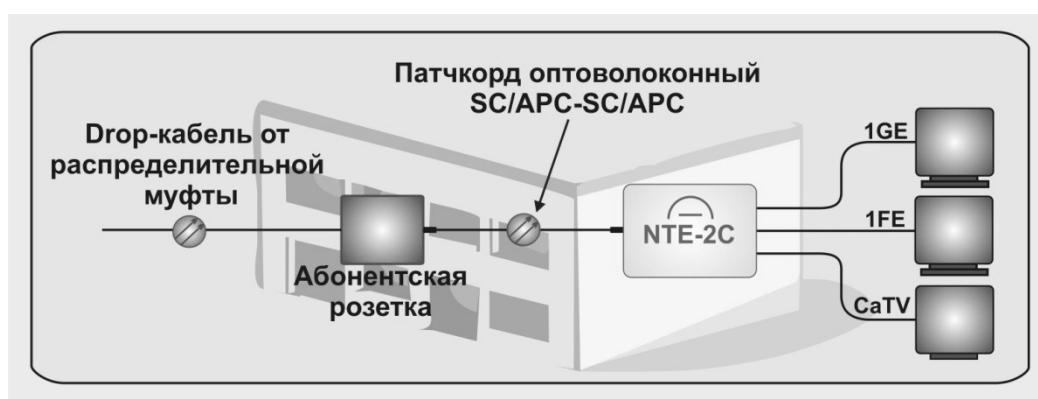 Патчкорд оптоволоконный
SC/APC-SC/APC
Drop-кабель от
распределительной
муфты
1GE
1FE
NTE-2C
Абонентская
розетка
CaTV